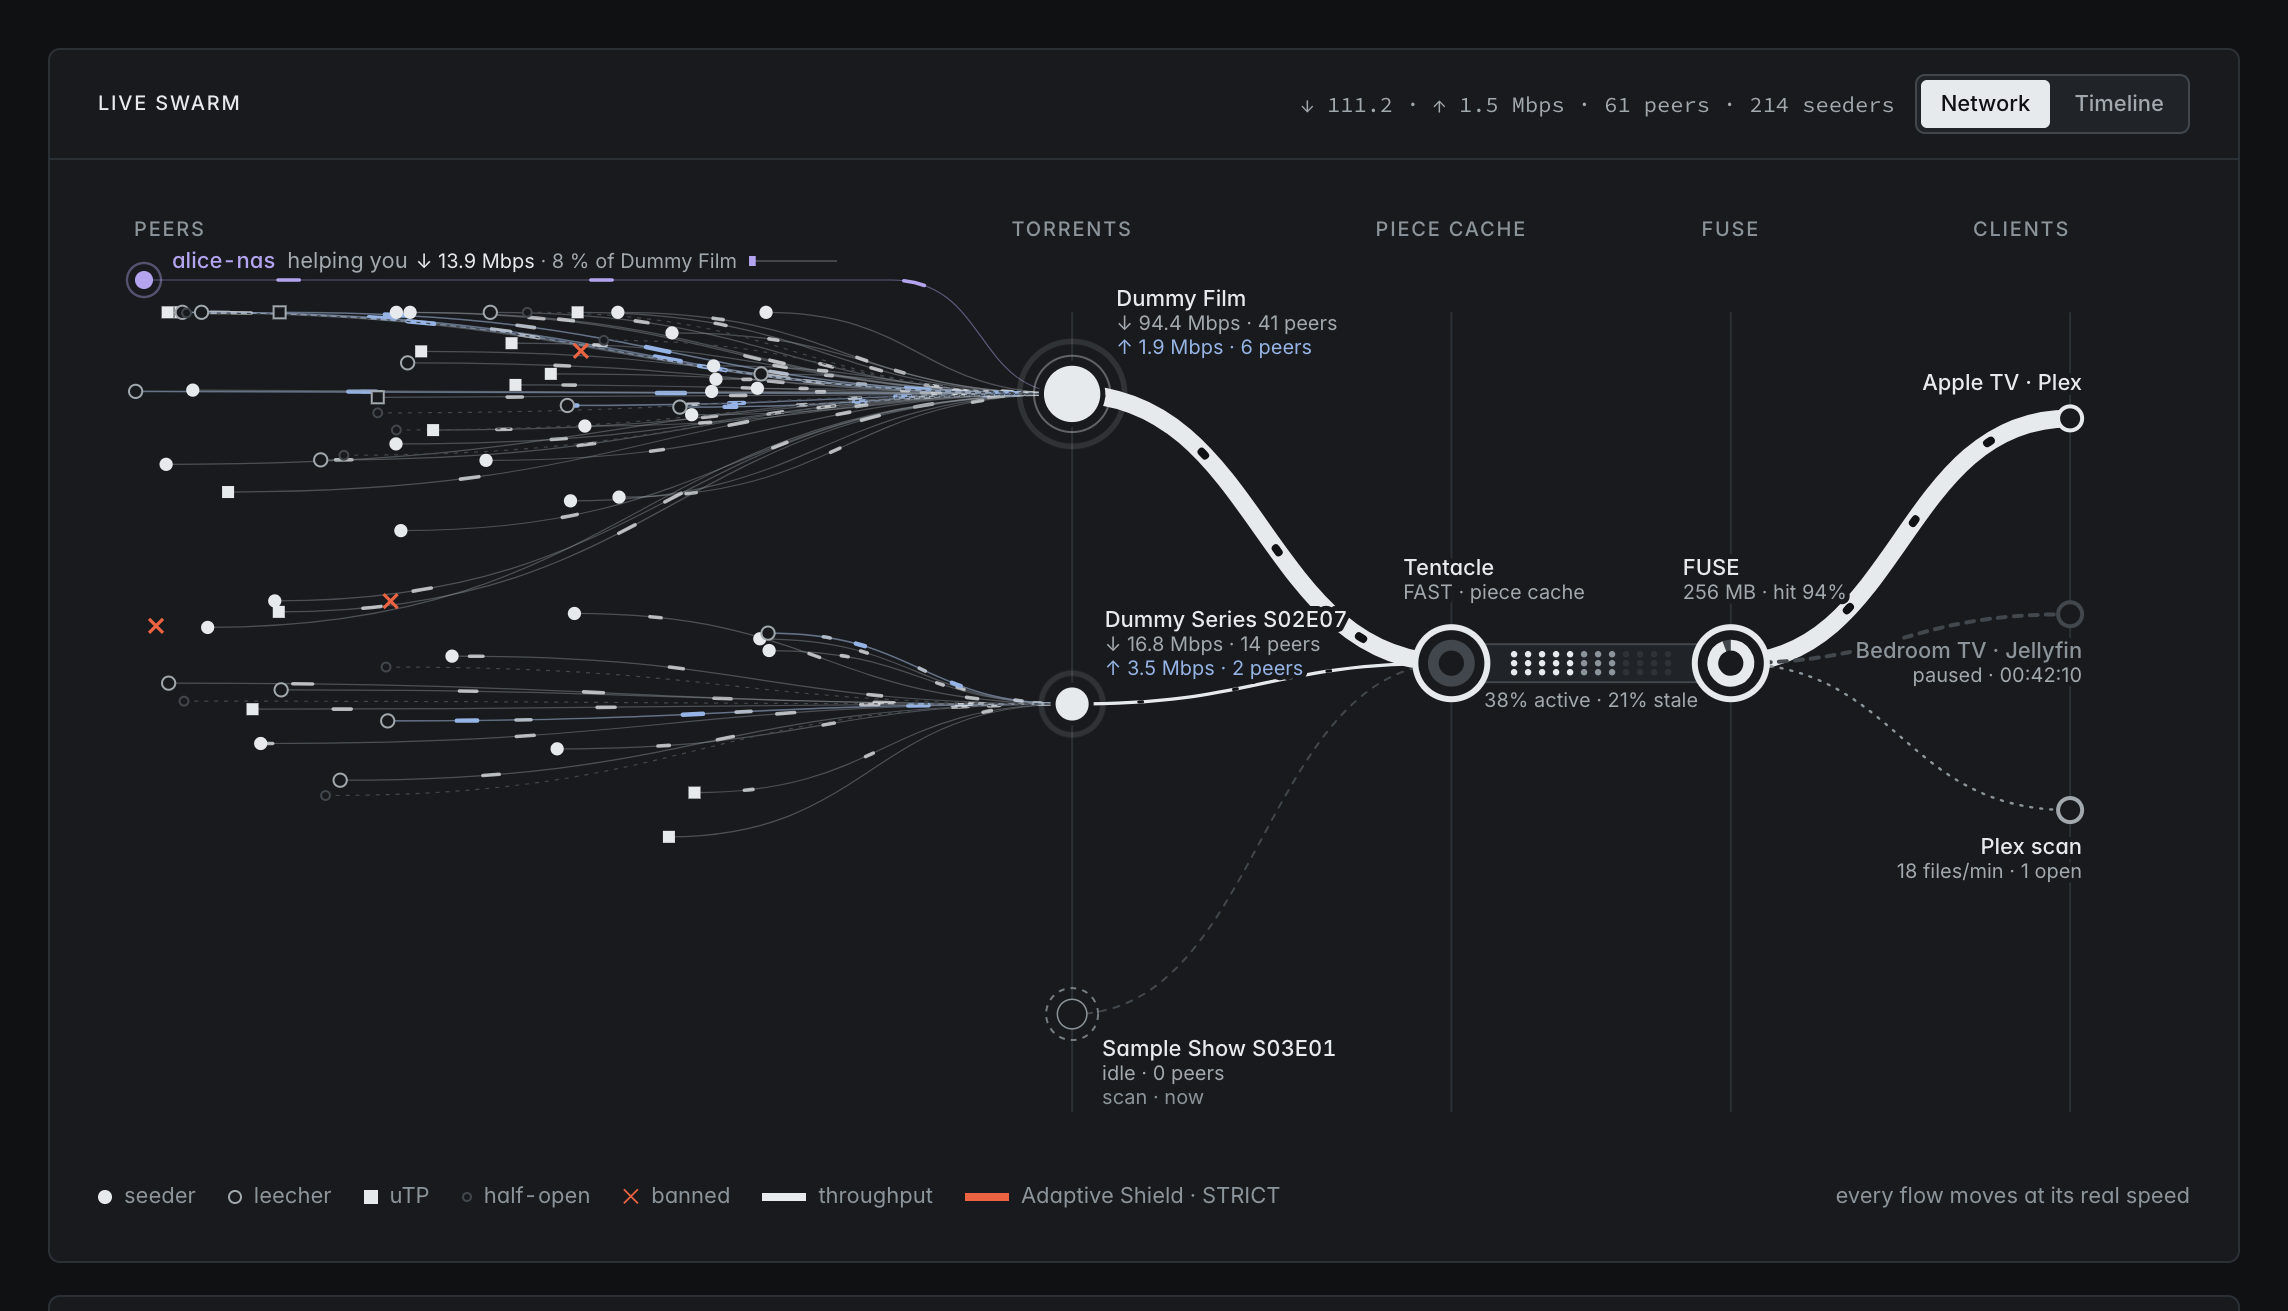 LIVE SWARM
↓ 111.2 · ↑ 1.5 Mbps · 61 peers · 214 seeders
Network
Timeline
PEERS
TORRENTS
PIECE CACHE
FUSE
CLIENTS
alice-nas helping you ↓ 13.9 Mbps · 8 % of Dummy Film
Dummy Film
↓ 94.4 Mbps · 41 peers
↑ 1.9 Mbps · 6 peers
Apple TV · Plex
Tentacle
FAST · piece cache
FUSE
256 MB · hit 94%
Dummy Series S02E07
↓ 16.8 Mbps · 14 peers
↑ 3.5 Mbps · 2 peers
38% active · 21% stale
Bedroom TV · Jellyfin
paused · 00:42:10
Plex scan
18 files/min · 1 open
Sample Show S03E01
idle · 0 peers
scan · now
seeder
leecher
uTP
half-open
banned
throughput
Adaptive Shield · STRICT
every flow moves at its real speed